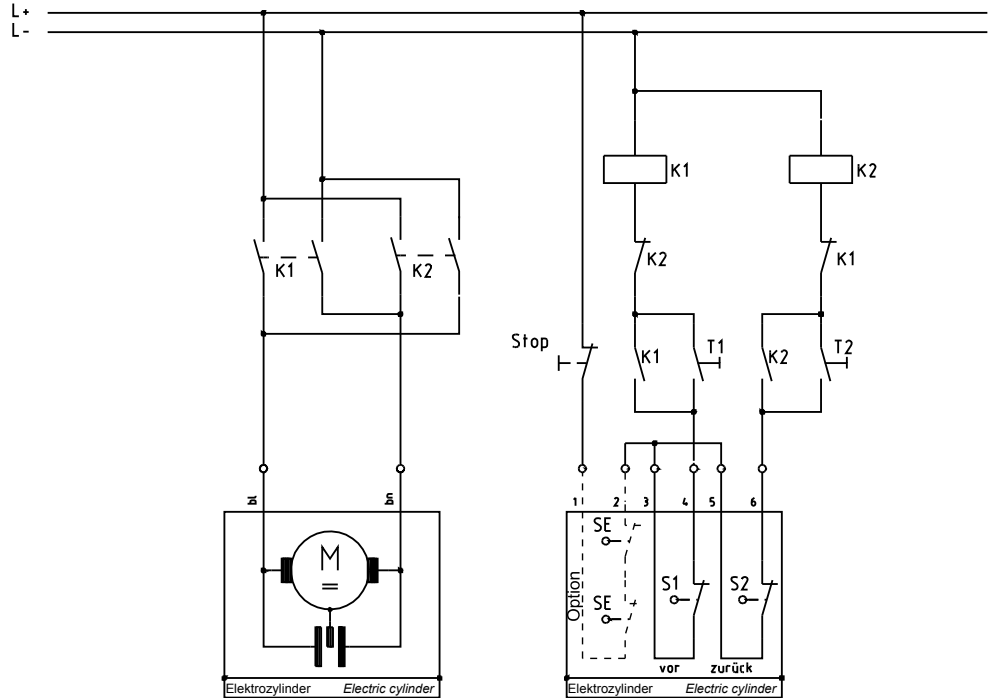 L+
L-
K1
K2
K1
K2
K2
K1
Stop
K1
T1
K2
T2
bl
bn
1
2
3
4
5
6
M
=
SE
SE
Option
S1
S2
vor
zurück
Elektrozylinder
Electric cylinder
Elektrozylinder
Electric cylinder